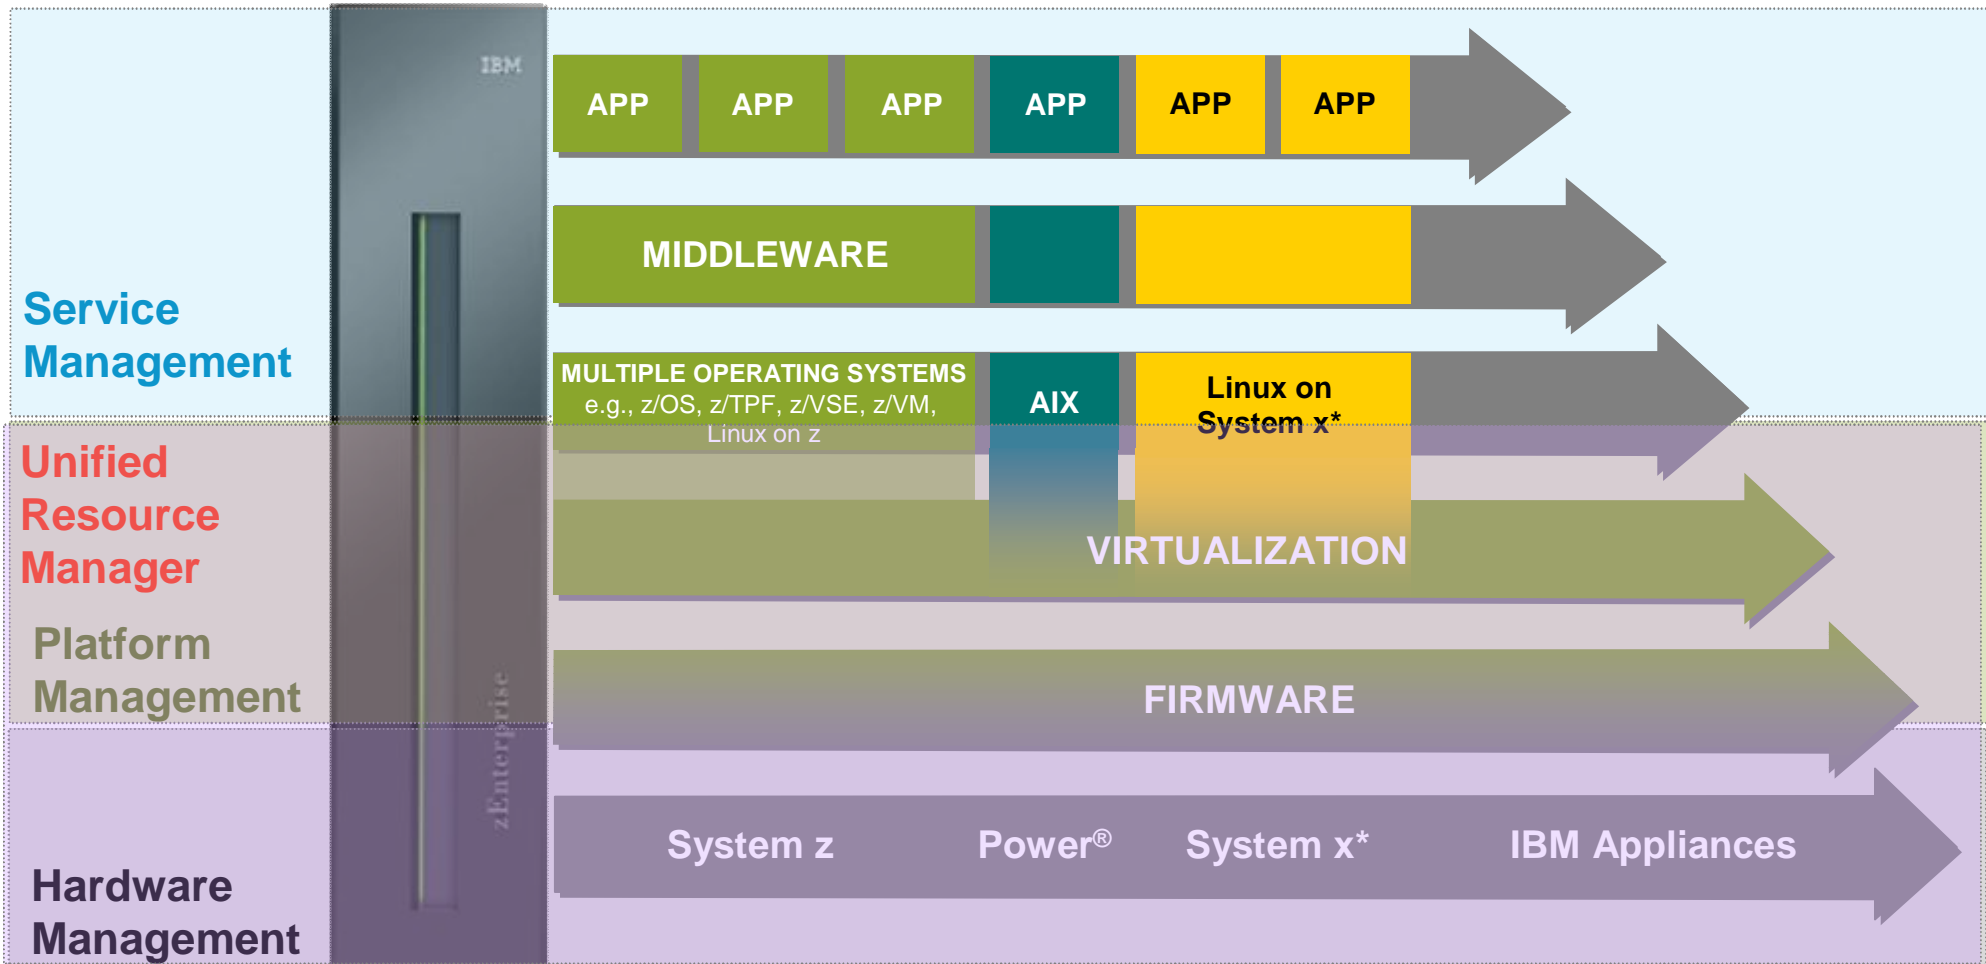 IBM
APP APP APP APP APP APP
MIDDLEWARE
Service
Management
MULTIPLE OPERATING SYSTEMS
e.g., z/OS, z/TPF, z/VSE, z/VM,
Linux on z
AIX
Linux on
System x*
Unified
Resource
Manager
VIRTUALIZATION
Platform
Management
FIRMWARE
zEnterprise
System z Power® System x* IBM Appliances
Hardware
Management